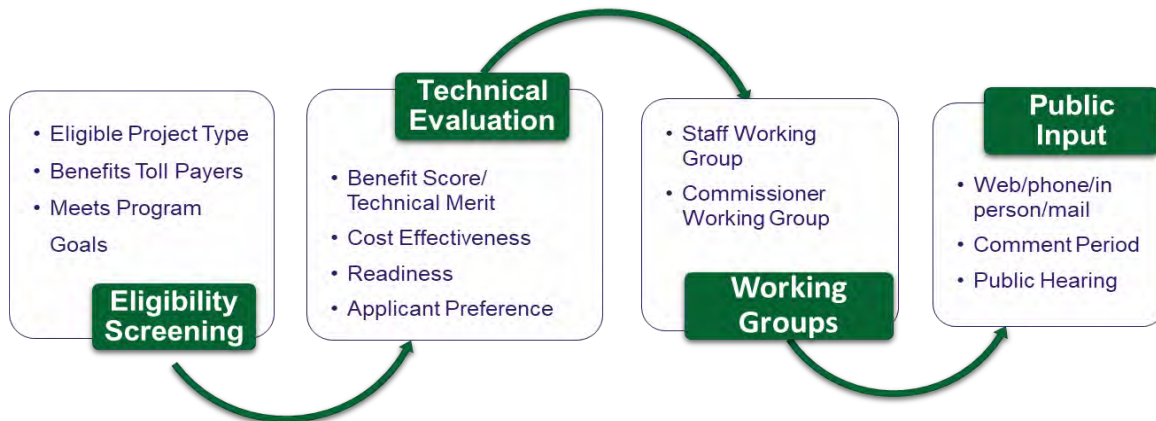 • Eligible Project Type
• Benefits Toll Payers
• Meets Program
Goals
Eligibility
Screening
Technical
Evaluation
• Benefit Score/
Technical Merit
• Cost Effectiveness
• Readiness
• Applicant Preference
• Staff Working
Group
• Commissioner
Working Group
Working
Groups
Public
Input
• Web/phone/in
person/mail
• Comment Period
• Public Hearing